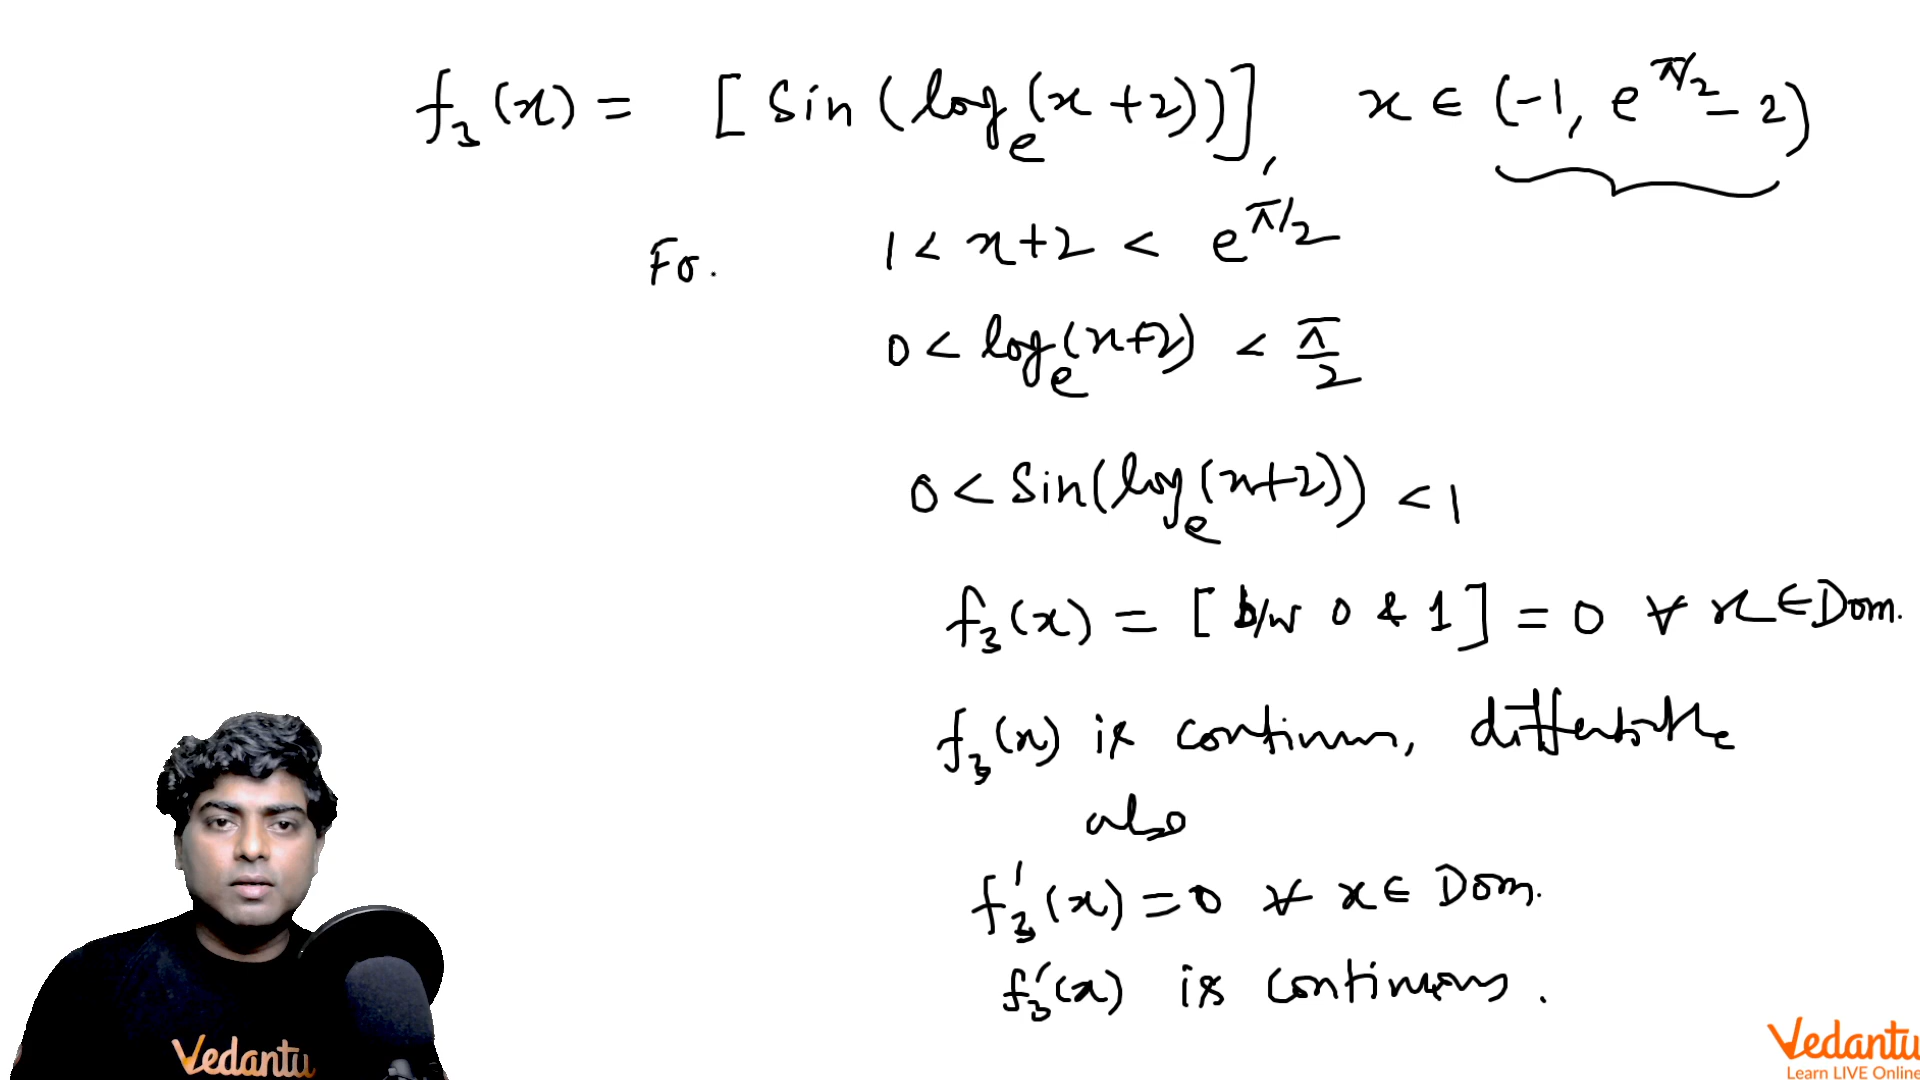 f₃(x) = [Sin(logₑ(x+2))], x ∈ (-1, e^π/2 - 2)
Fo. 1 < x+2 < e^π/2
0 < logₑ(x+2) < π/2
0 < Sin(logₑ(x+2)) < 1
f₃(x) = [b/w 0 & 1] = 0 ∀ x ∈ Dom.
f₃(x) is continuous, differentiable
also
f₃'(x) = 0 ∀ x ∈ Dom.
f₃'(x) is continuous.
Vedantu
Vedantu
Learn LIVE Online